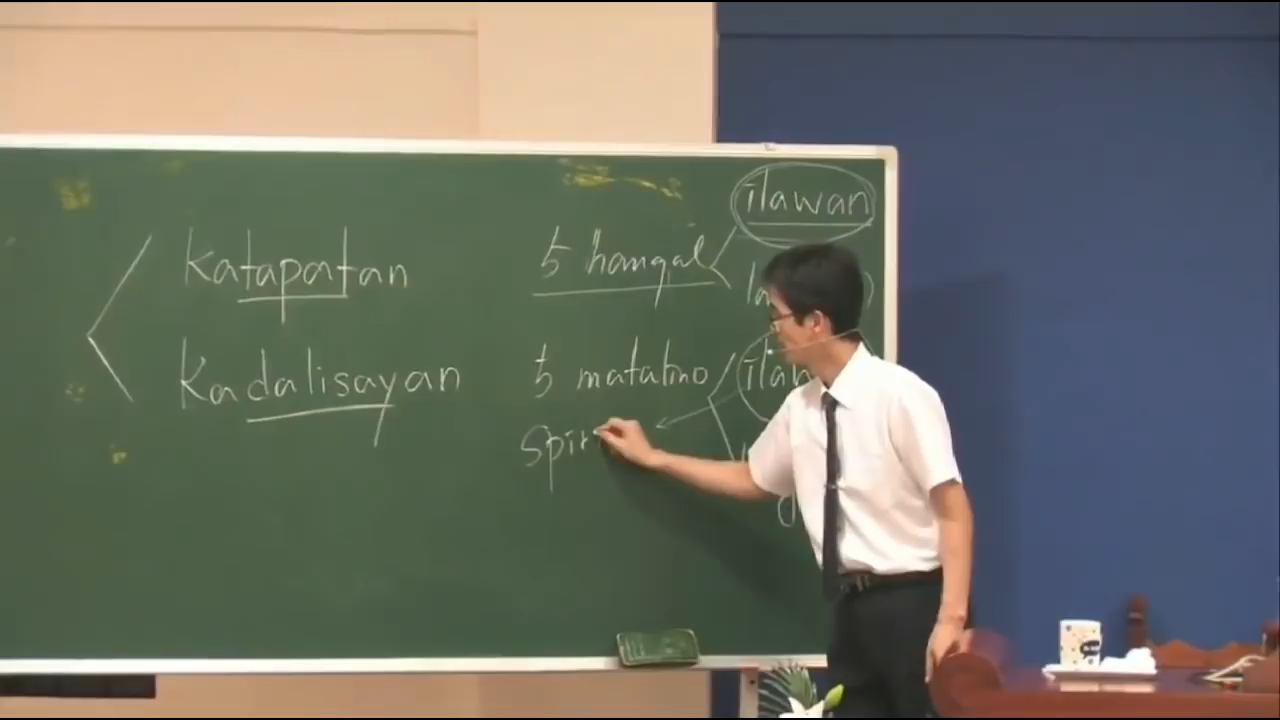 katapatan
kadalisayan
5 hangal
ilawan
5 matalino
spir